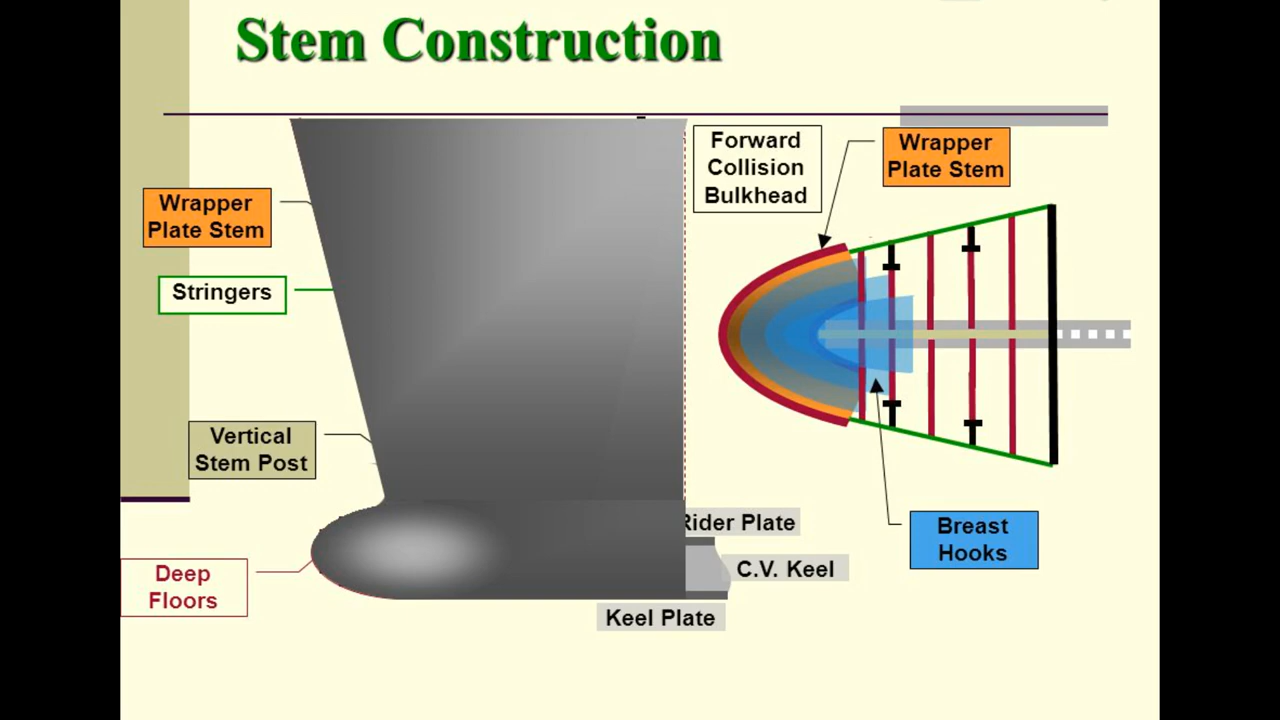 Stem Construction
Forward
Collision
Bulkhead
Wrapper
Plate Stem
Wrapper
Plate Stem
Stringers
Vertical
Stem Post
Rider Plate
Breast
Hooks
C.V. Keel
Deep
Floors
Keel Plate